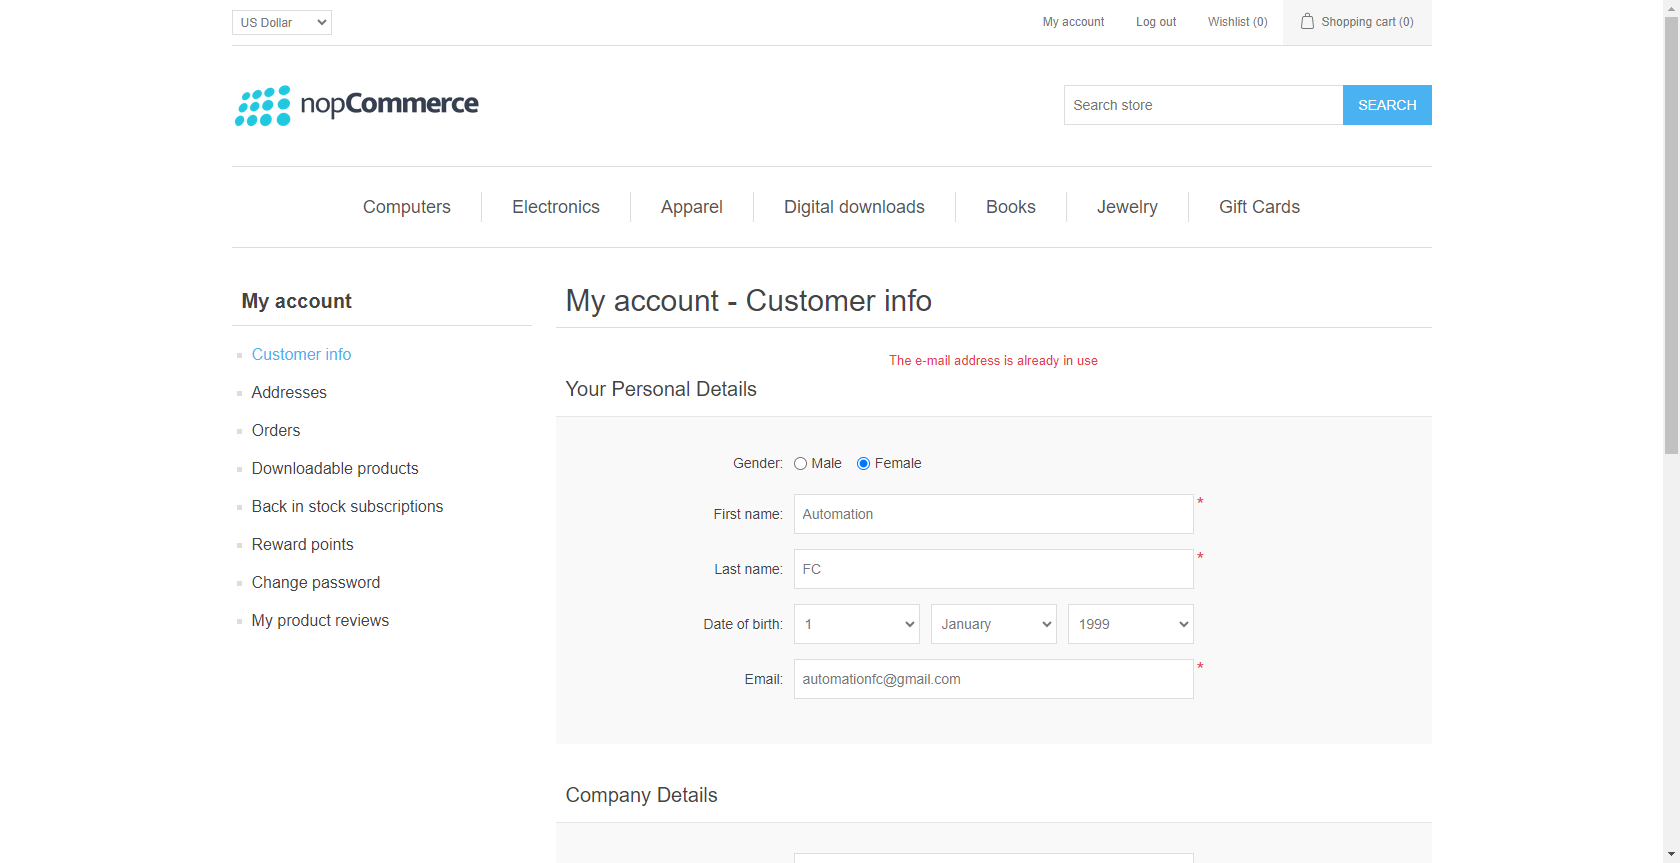 US Dollar
My account
Log out
Wishlist (0)
Shopping cart (0)
nopCommerce
Search store
SEARCH
Computers
Electronics
Apparel
Digital downloads
Books
Jewelry
Gift Cards
My account
Customer info
Addresses
Orders
Downloadable products
Back in stock subscriptions
Reward points
Change password
My product reviews
My account - Customer info
The e-mail address is already in use
Your Personal Details
Gender: Male Female
First name: Automation *
Last name: FC *
Date of birth: 1 January 1999
Email: automationfc@gmail.com *
Company Details